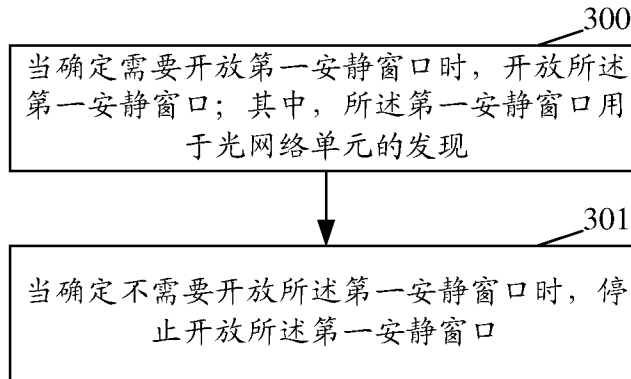 300
当确定需要开放第一安静窗口时，开放所述
第一安静窗口；其中，所述第一安静窗口用
于光网络单元的发现
301
当确定不需要开放所述第一安静窗口时，停
止开放所述第一安静窗口